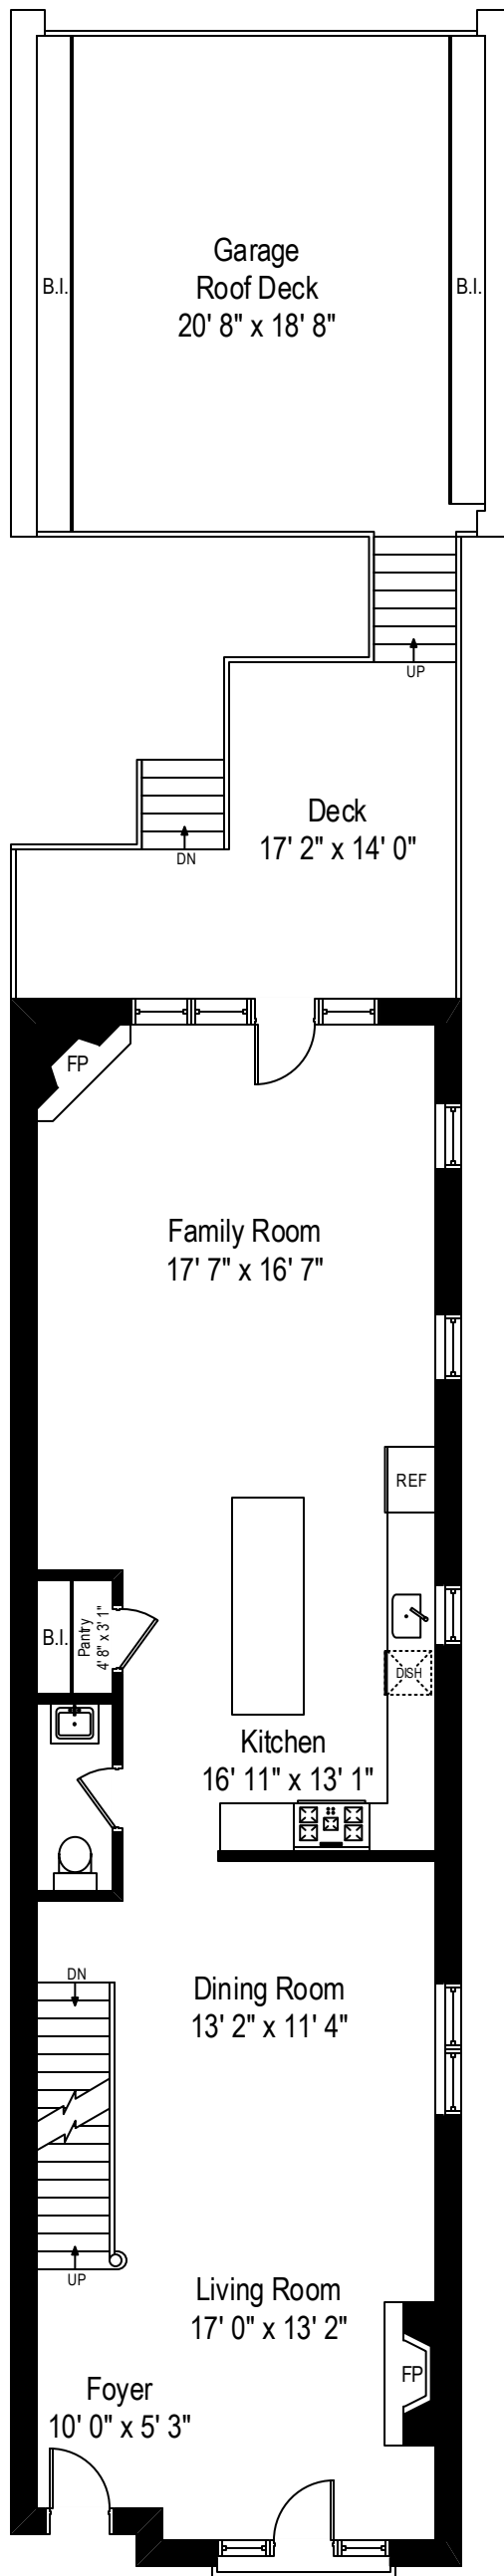 Garage
Roof Deck
20' 8" x 18' 8"
B.I.
B.I.
UP
Deck
17' 2" x 14' 0"
DN
FP
Family Room
17' 7" x 16' 7"
REF
B.I.
Pantry
4' 8" x 3' 1"
DISH
Kitchen
16' 11" x 13' 1"
DN
Dining Room
13' 2" x 11' 4"
UP
Living Room
17' 0" x 13' 2"
FP
Foyer
10' 0" x 5' 3"